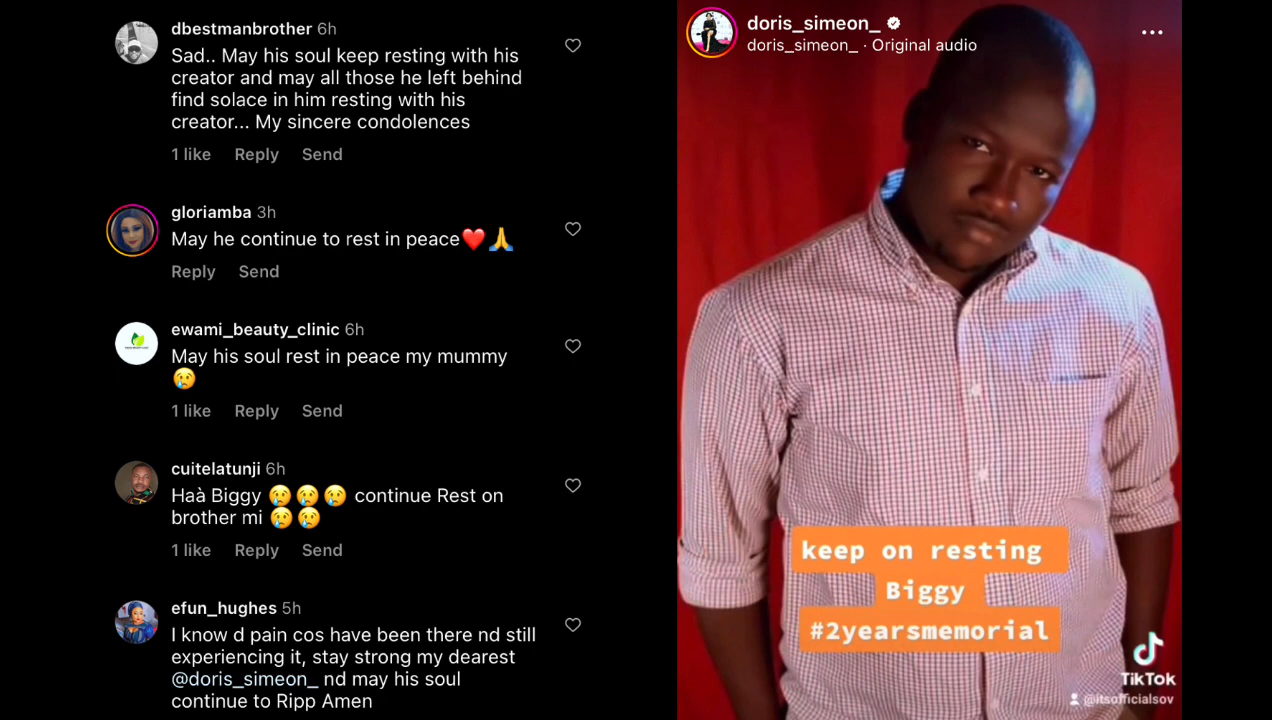 dbestmanbrother 6h
Sad.. May his soul keep resting with his
creator and may all those he left behind
find solace in him resting with his
creator... My sincere condolences
1 like Reply Send
gloriamba 3h
May he continue to rest in peace❤️🙏
Reply Send
ewami_beauty_clinic 6h
May his soul rest in peace my mummy
😢
1 like Reply Send
cuitelatunji 6h
Haà Biggy 😢😢😢 continue Rest on
brother mi 😢😢
1 like Reply Send
efun_hughes 5h
I know d pain cos have been there nd still
experiencing it, stay strong my dearest
@doris_simeon_ nd may his soul
continue to Ripp Amen
doris_simeon_
doris_simeon_ · Original audio
keep on resting
Biggy
#2yearsmemorial
TikTok
@itsofficialsov